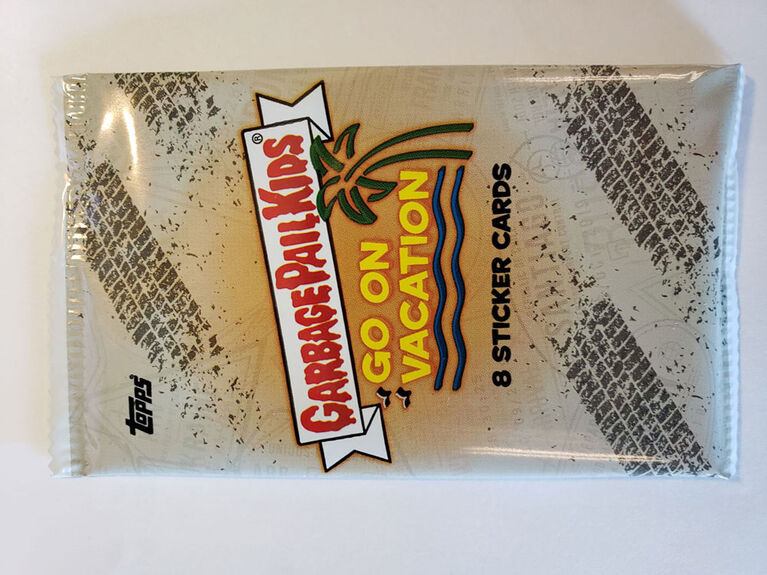 Topps
GARBAGE PAIL KIDS®
GO ON
VACATION
8 STICKER CARDS